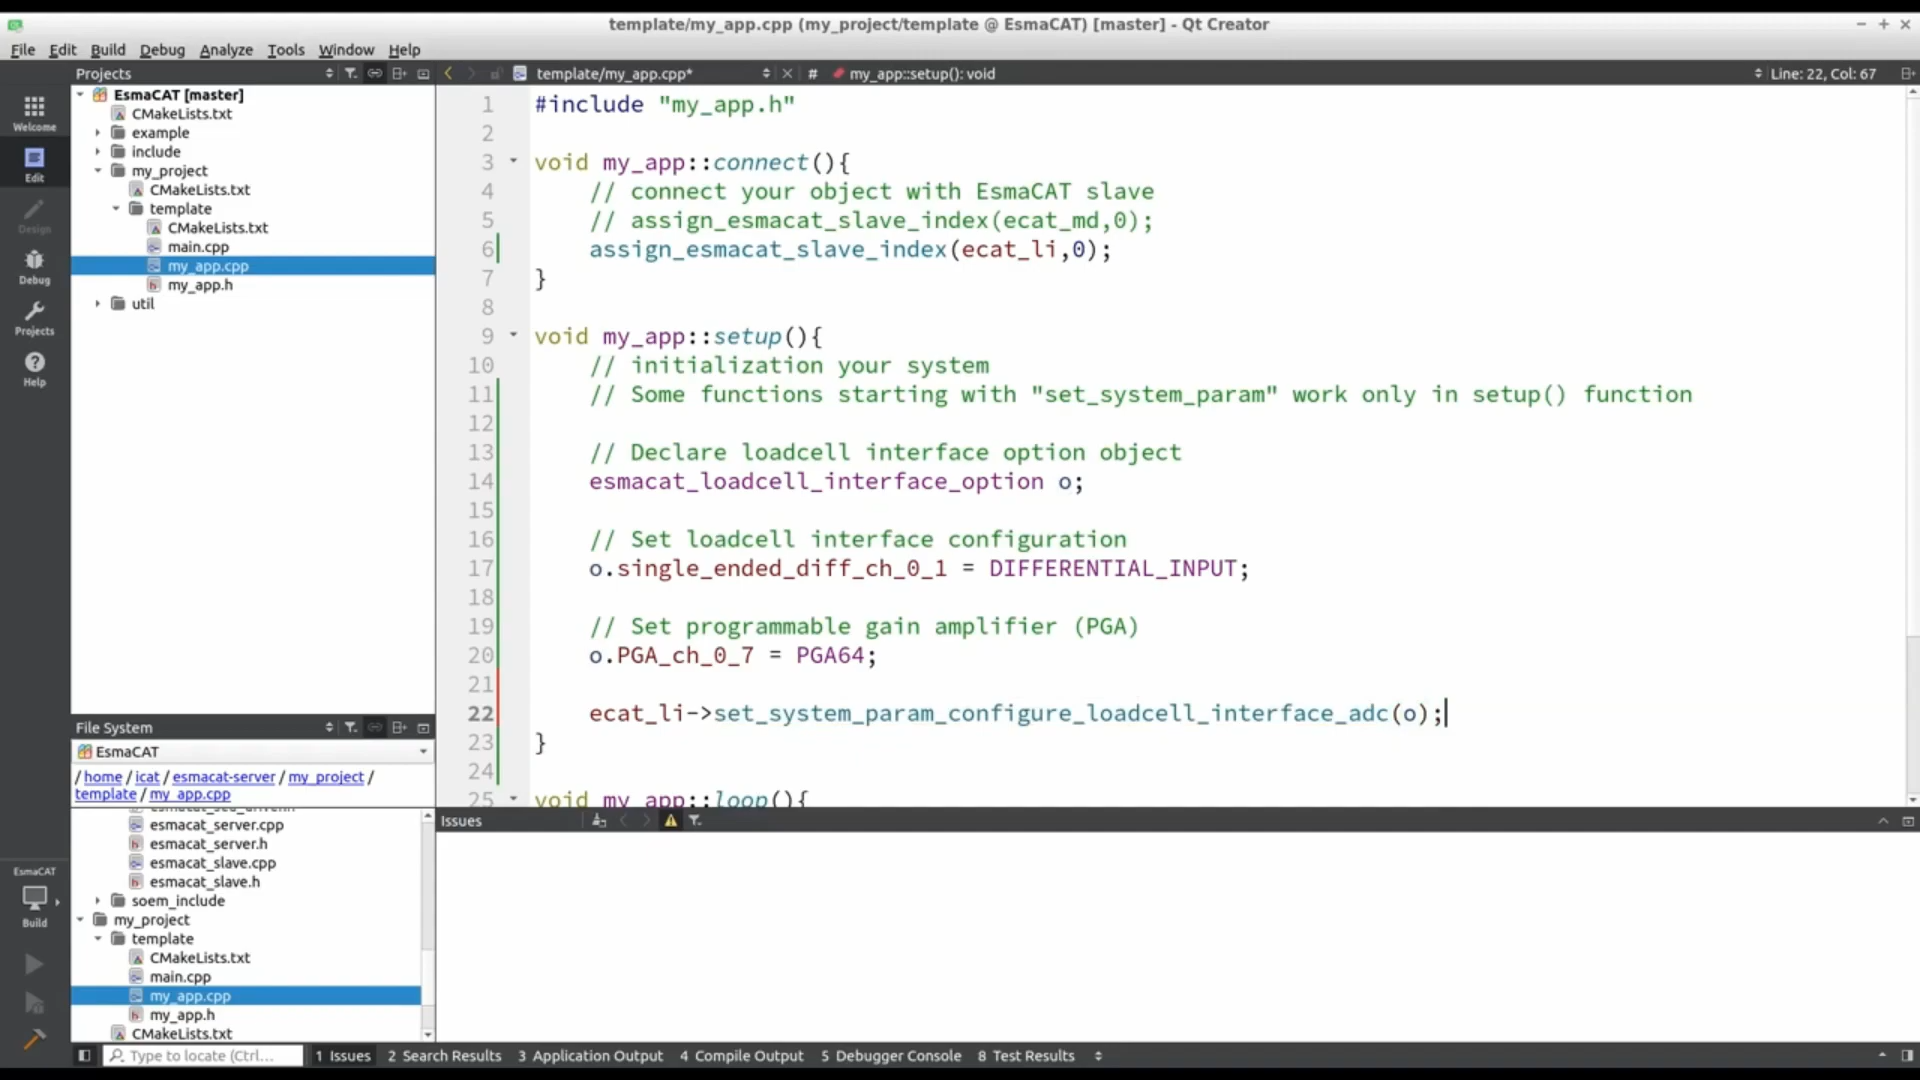 template/my_app.cpp (my_project/template @ EsmaCAT) [master] - Qt Creator
File Edit Build Debug Analyze Tools Window Help
Projects
template/my_app.cpp*
# my_app::setup(): void
Line: 22, Col: 67
Welcome
Edit
Design
Debug
Projects
Help
EsmaCAT
Build
EsmaCAT [master]
CMakeLists.txt
example
include
my_project
CMakeLists.txt
template
CMakeLists.txt
main.cpp
my_app.cpp
my_app.h
util
File System
EsmaCAT
/ home / icat / esmacat-server / my_project /
template / my_app.cpp
esmacat_server.cpp
esmacat_server.h
esmacat_slave.cpp
esmacat_slave.h
soem_include
my_project
template
CMakeLists.txt
main.cpp
my_app.cpp
my_app.h
CMakeLists.txt
1 #include "my_app.h"
2
3 void my_app::connect(){
4 // connect your object with EsmaCAT slave
5 // assign_esmacat_slave_index(ecat_md,0);
6 assign_esmacat_slave_index(ecat_li,0);
7 }
8
9 void my_app::setup(){
10 // initialization your system
11 // Some functions starting with "set_system_param" work only in setup() function
12
13 // Declare loadcell interface option object
14 esmacat_loadcell_interface_option o;
15
16 // Set loadcell interface configuration
17 o.single_ended_diff_ch_0_1 = DIFFERENTIAL_INPUT;
18
19 // Set programmable gain amplifier (PGA)
20 o.PGA_ch_0_7 = PGA64;
21
22 ecat_li->set_system_param_configure_loadcell_interface_adc(o);
23 }
24
25 void my_app::loop(){
Issues
Type to locate (Ctrl...
1 Issues 2 Search Results 3 Application Output 4 Compile Output 5 Debugger Console 8 Test Results